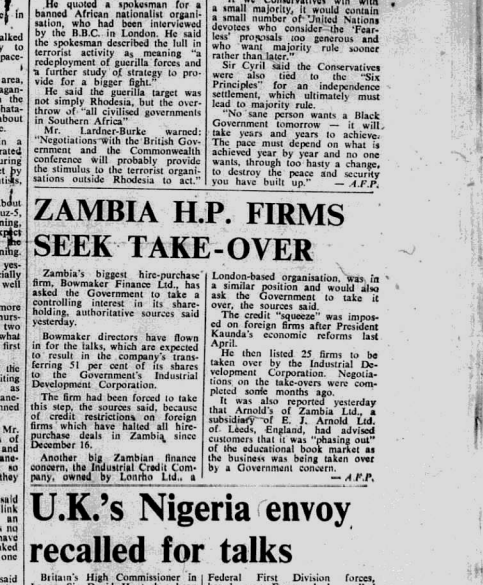 He quoted a spokesman for a
banned African nationalist organi-
sation, who had been interviewed
by the B.B.C. in London. He said
the spokesman described the lull in
terrorist activity as meaning "a
redeployment of guerilla forces and
a further study of strategy to pro-
vide for a bigger fight."
He said the guerilla target was
not simply Rhodesia, but the over-
throw of "all civilised governments
in Southern Africa"
Mr. Lardner-Burke warned:
"Negotiations with the British Gov-
ernment and the Commonwealth
conference will probably provide
the stimulus to the terrorist organi-
sations outside Rhodesia to act."
a small majority, it would contain
a small number of 'United Nations
devotees who consider the 'Fear-
less' proposals too generous and
who want majority rule sooner
rather than later."
Sir Cyril said the Conservatives
were also tied to the "Six
Principles" for an independence
settlement, which ultimately must
lead to majority rule.
"No sane person wants a Black
Government tomorrow — it will
take years and years to achieve.
The pace must depend on what is
achieved year by year and no one
wants, through too hasty a change,
to destroy the peace and security
you have built up." — A.F.P.
ZAMBIA H.P. FIRMS
SEEK TAKE-OVER
Zambia's biggest hire-purchase
firm, Bowmaker Finance Ltd., has
asked the Government to take a
controlling interest in its share-
holding, authoritative sources said
yesterday.
Bowmaker directors have flown
in for the talks, which are expected
to result in the company's trans-
ferring 51 per cent of its shares
to the Government's Industrial
Development Corporation.
The firm had been forced to take
this step, the sources said, because
of credit restrictions on foreign
firms which have halted all hire-
purchase deals in Zambia since
December 16.
Another big Zambian finance
concern, the Industrial Credit Com-
pany, owned by Lonrho Ltd., a
London-based organisation, was in
a similar position and would also
ask the Government to take it
over, the sources said.
The credit "squeeze" was impos-
ed on foreign firms after President
Kaunda's economic reforms last
April.
He then listed 25 firms to be
taken over by the Industrial De-
velopment Corporation. Negotia-
tions on the take-overs were com-
pleted some months ago.
It was also reported yesterday
that Arnold's of Zambia Ltd., a
subsidiary of E. J. Arnold Ltd.
of Leeds, England, had advised
customers that it was "phasing out"
of the educational book market as
the business was being taken over
by a Government concern.
— A.F.P.
U.K.'s Nigeria envoy
recalled for talks
Britain's High Commissioner in
Federal First Division forces,